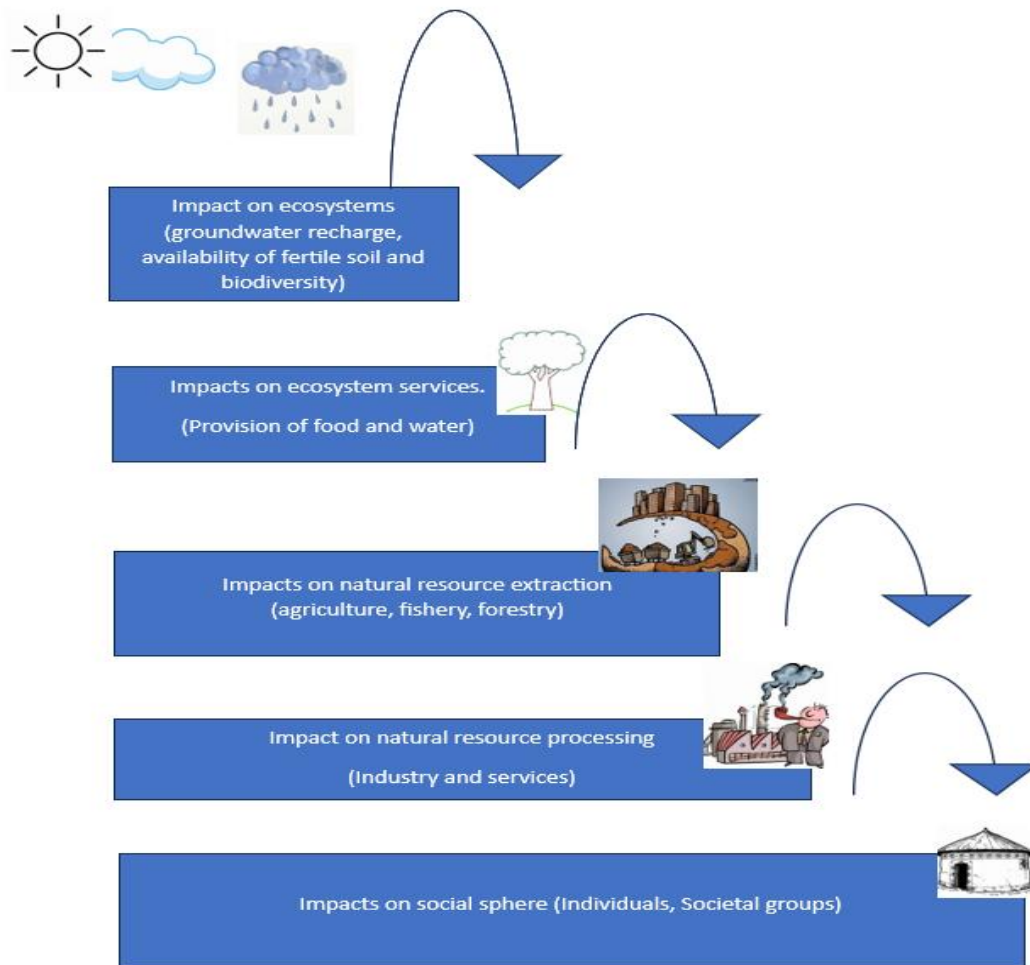 Impact on ecosystems
(groundwater recharge,
availability of fertile soil and
biodiversity)
Impacts on ecosystem services.
(Provision of food and water)
Impacts on natural resource extraction
(agriculture, fishery, forestry)
Impact on natural resource processing
(Industry and services)
Impacts on social sphere (Individuals, Societal groups)